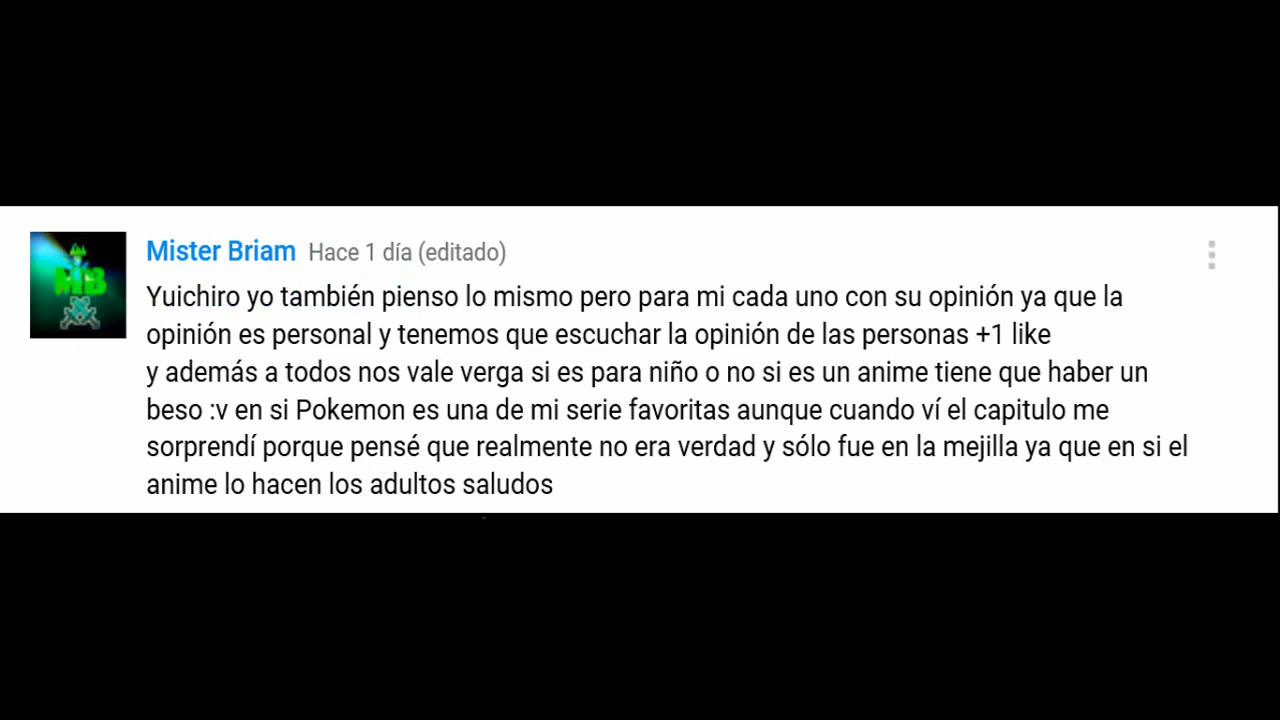 MB
Mister Briam Hace 1 día (editado)
Yuichiro yo también pienso lo mismo pero para mi cada uno con su opinión ya que la
opinión es personal y tenemos que escuchar la opinión de las personas +1 like
y además a todos nos vale verga si es para niño o no si es un anime tiene que haber un
beso :v en si Pokemon es una de mi serie favoritas aunque cuando ví el capitulo me
sorprendí porque pensé que realmente no era verdad y sólo fue en la mejilla ya que en si el
anime lo hacen los adultos saludos